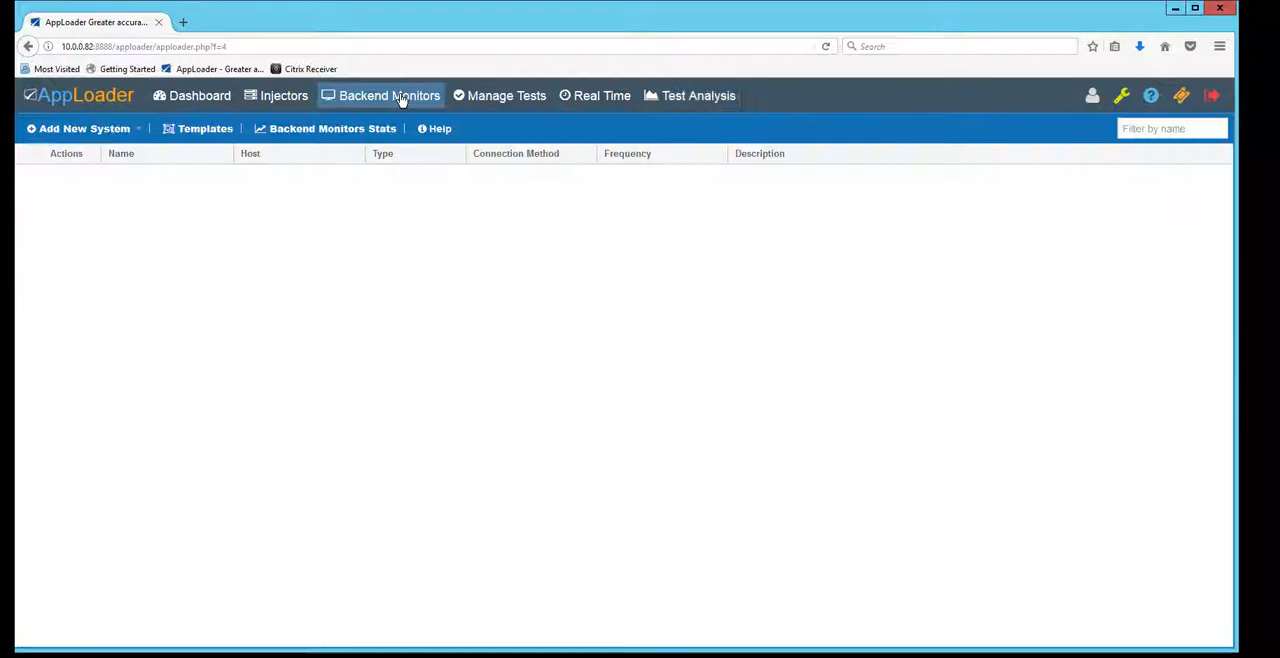 AppLoader Greater accura...
10.0.0.82:8888/apploader/apploader.php?f=4
Search
Most Visited Getting Started AppLoader - Greater a... Citrix Receiver
AppLoader Dashboard Injectors Backend Monitors Manage Tests Real Time Test Analysis
Add New System Templates Backend Monitors Stats Help Filter by name
Actions Name Host Type Connection Method Frequency Description